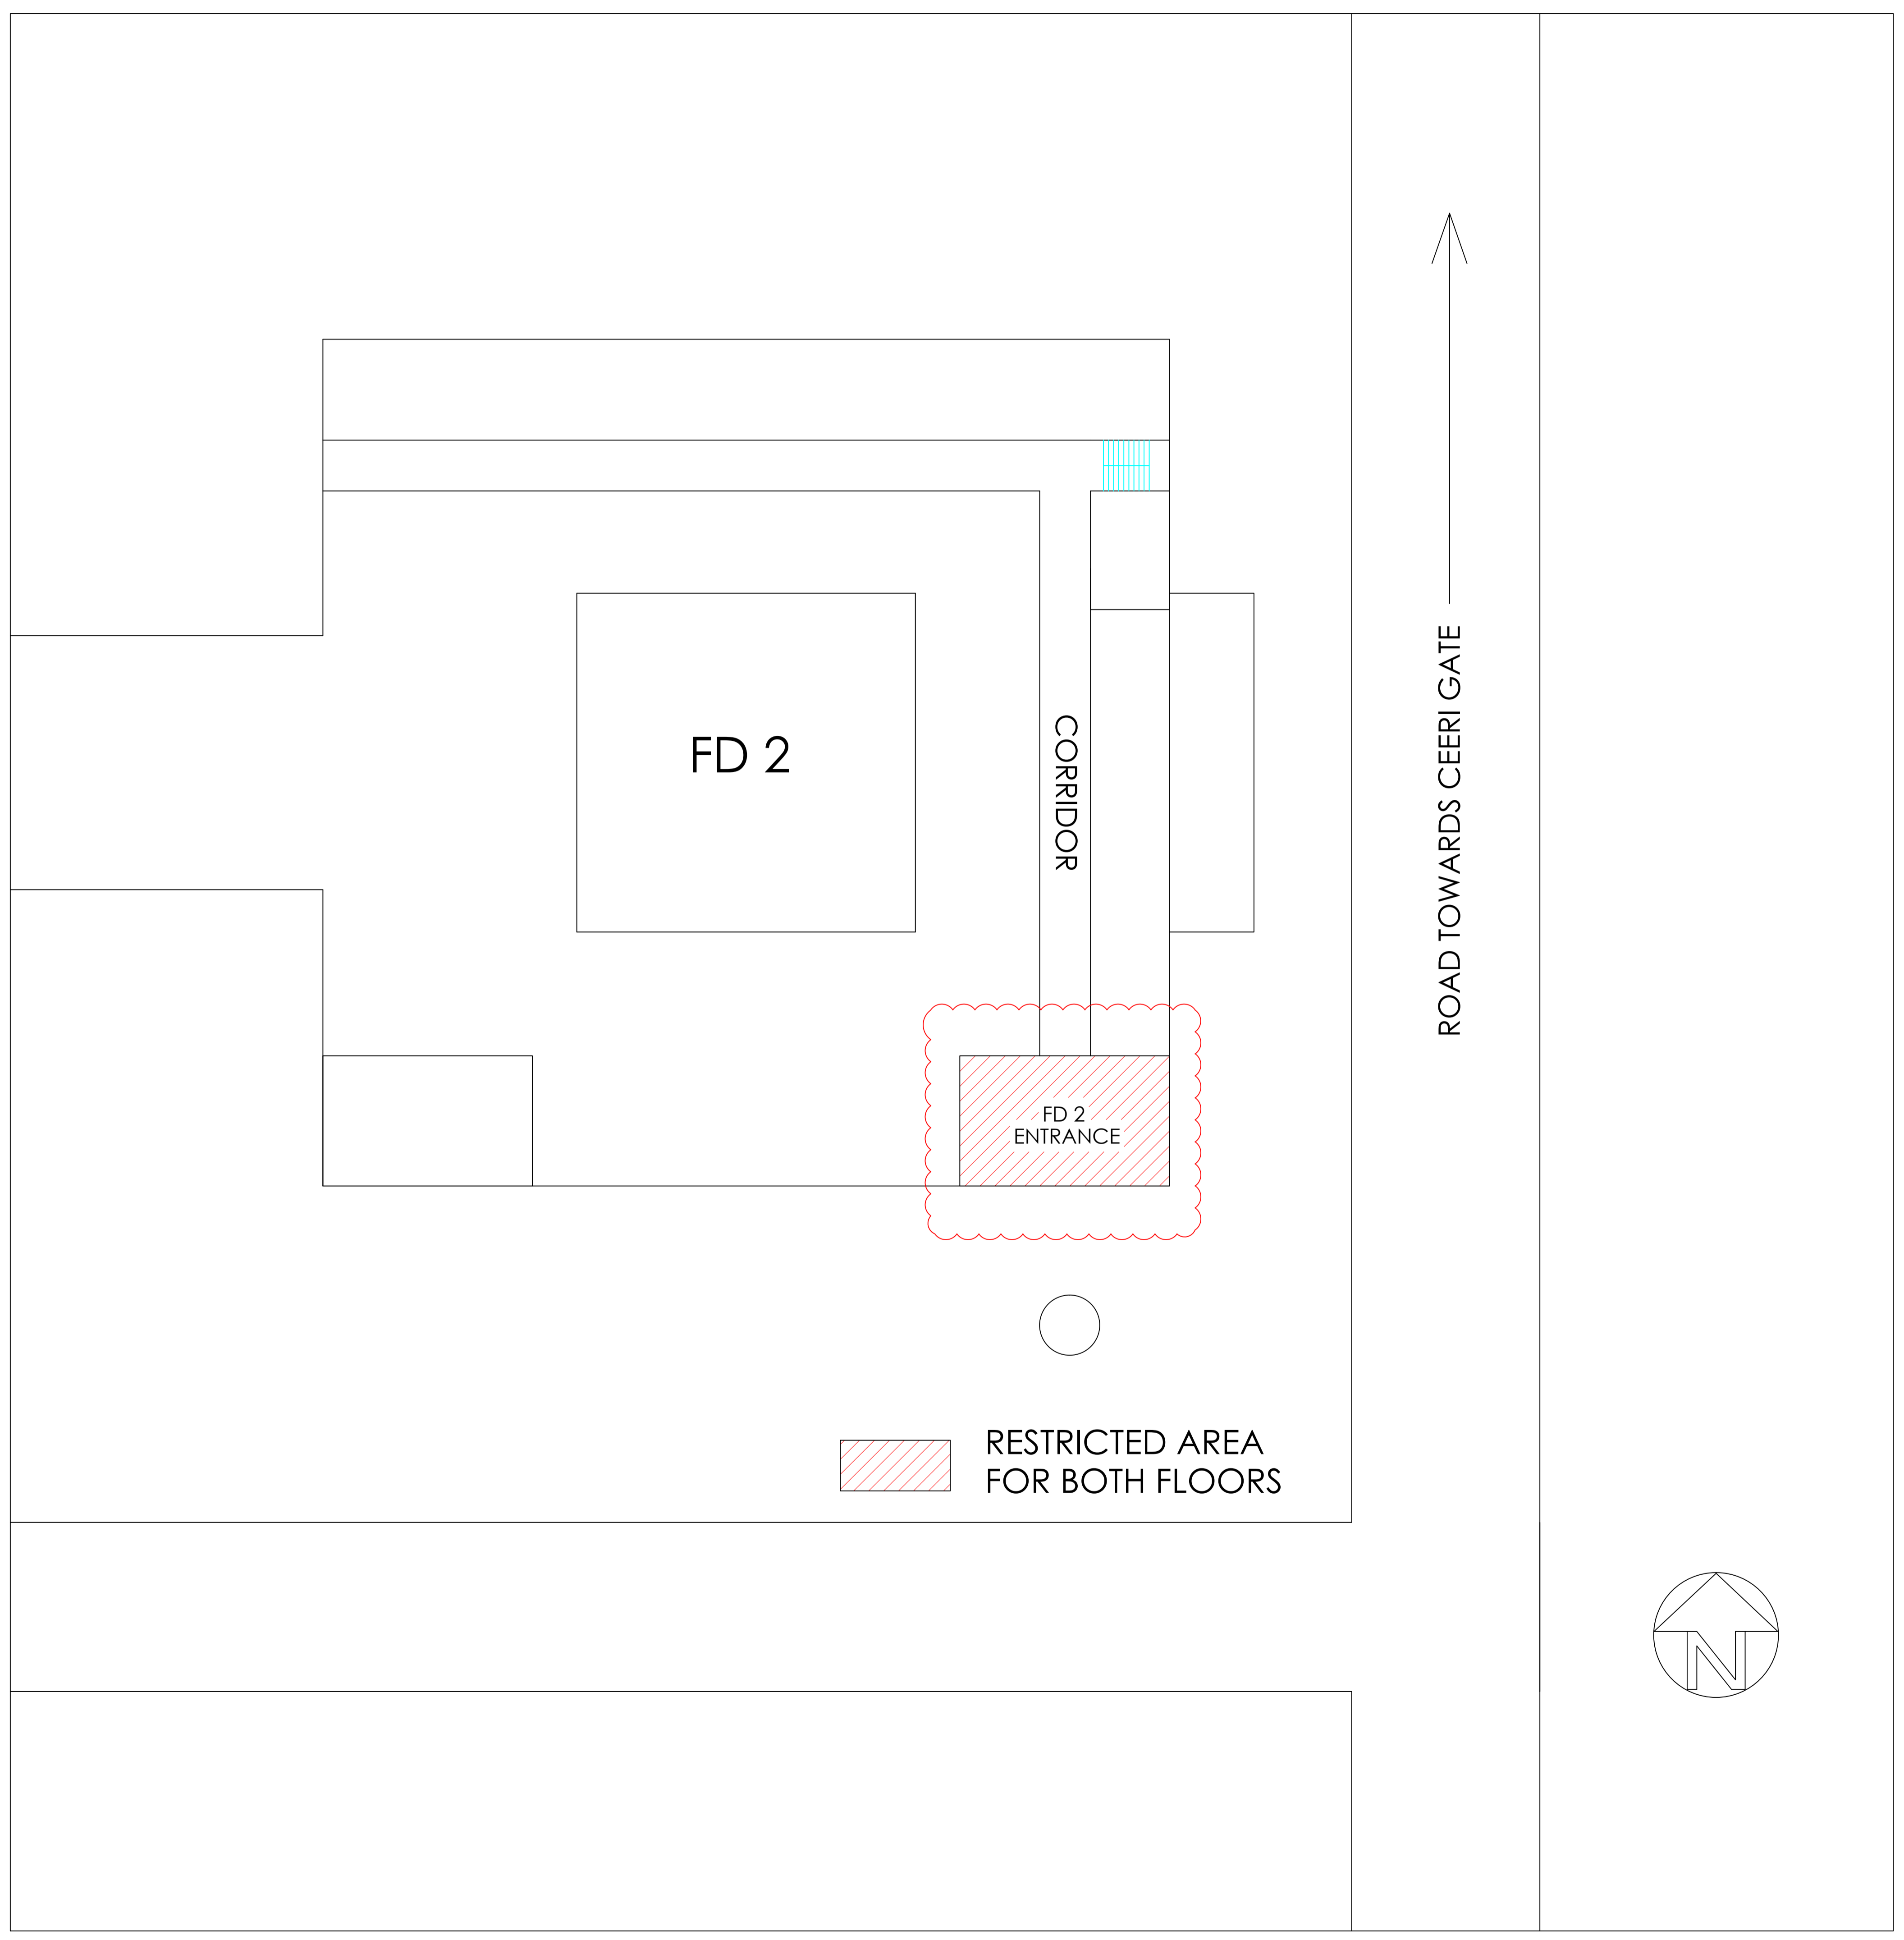 FD 2
CORRIDOR
ROAD TOWARDS CEERI GATE
FD 2
ENTRANCE
RESTRICTED AREA
FOR BOTH FLOORS
N